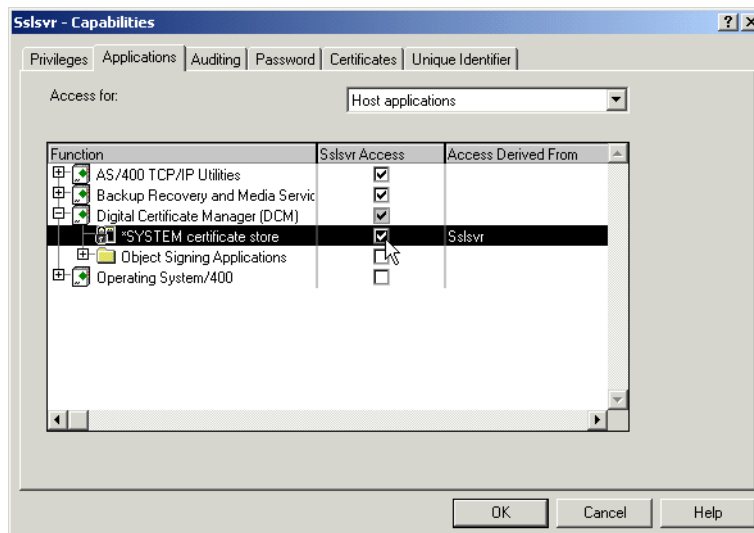 Sslsvr - Capabilities
Privileges Applications Auditing Password Certificates Unique Identifier
Access for: Host applications
Function Sslsvr Access Access Derived From
AS/400 TCP/IP Utilities
Backup Recovery and Media Servic
Digital Certificate Manager (DCM)
*SYSTEM certificate store Sslsvr
Object Signing Applications
Operating System/400
OK Cancel Help